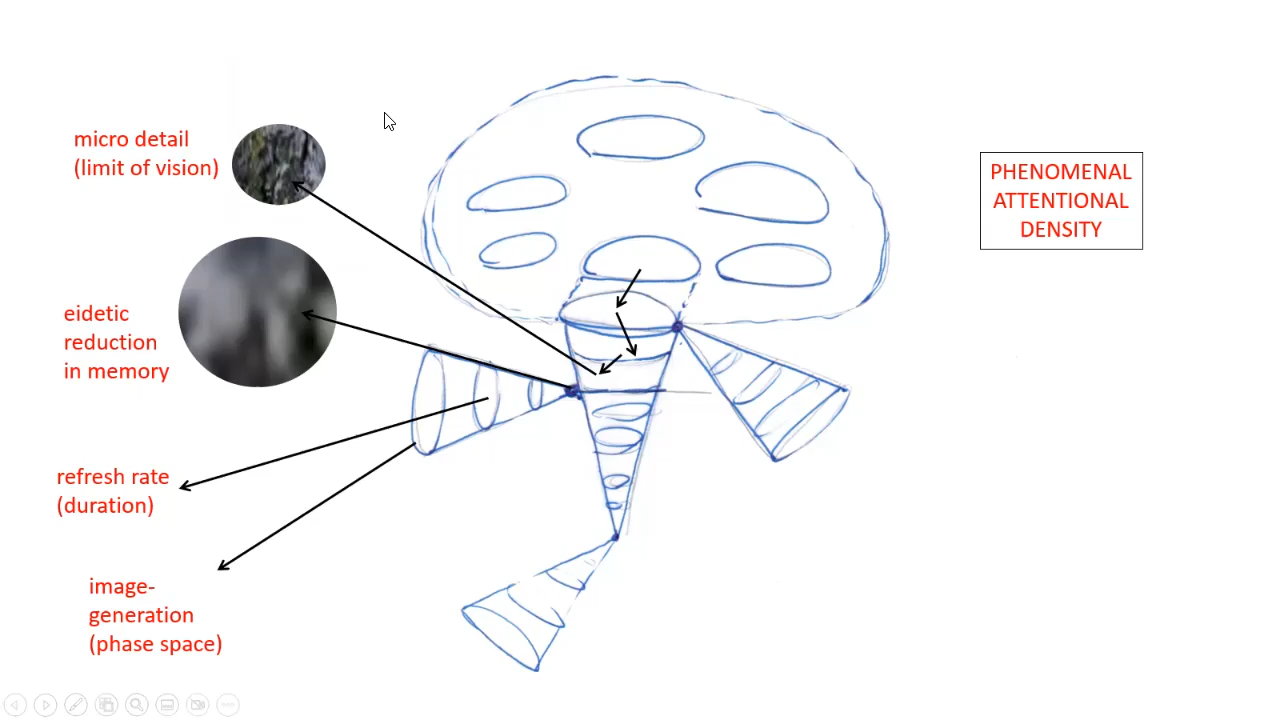 micro detail
(limit of vision)
eidetic
reduction
in memory
refresh rate
(duration)
image-
generation
(phase space)
PHENOMENAL
ATTENTIONAL
DENSITY